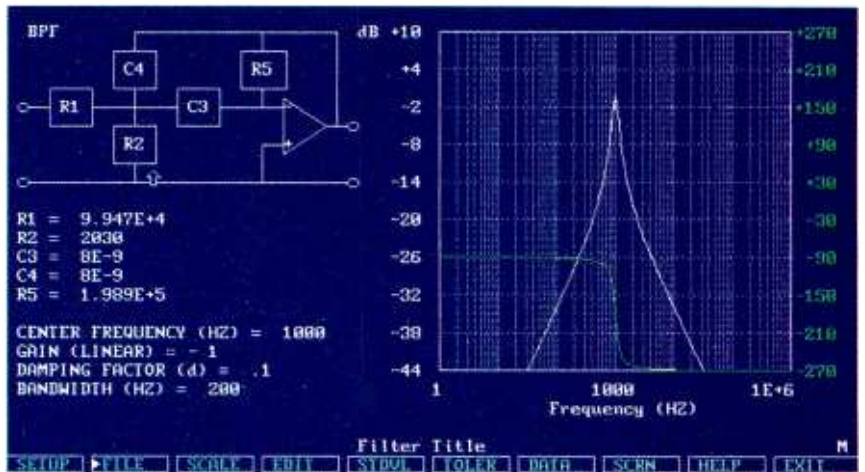 BPF
C4
R5
R1
C3
R2
+
R1 = 9.947E+4
R2 = 2030
C3 = 8E-9
C4 = 8E-9
R5 = 1.989E+5
CENTER FREQUENCY (HZ) = 1000
GAIN (LINEAR) = - 1
DAMPING FACTOR (d) = .1
BANDWIDTH (HZ) = 200
dB +10
+4
-2
-8
-14
-20
-26
-32
-38
-44
+270
+210
+150
+90
+30
-30
-90
-150
-210
-270
1 1000 1E+6
Frequency (HZ)
Filter Title M
SETUP FILE SCALE EDIT STDVL TOLER DATA SCRN HELP EXIT